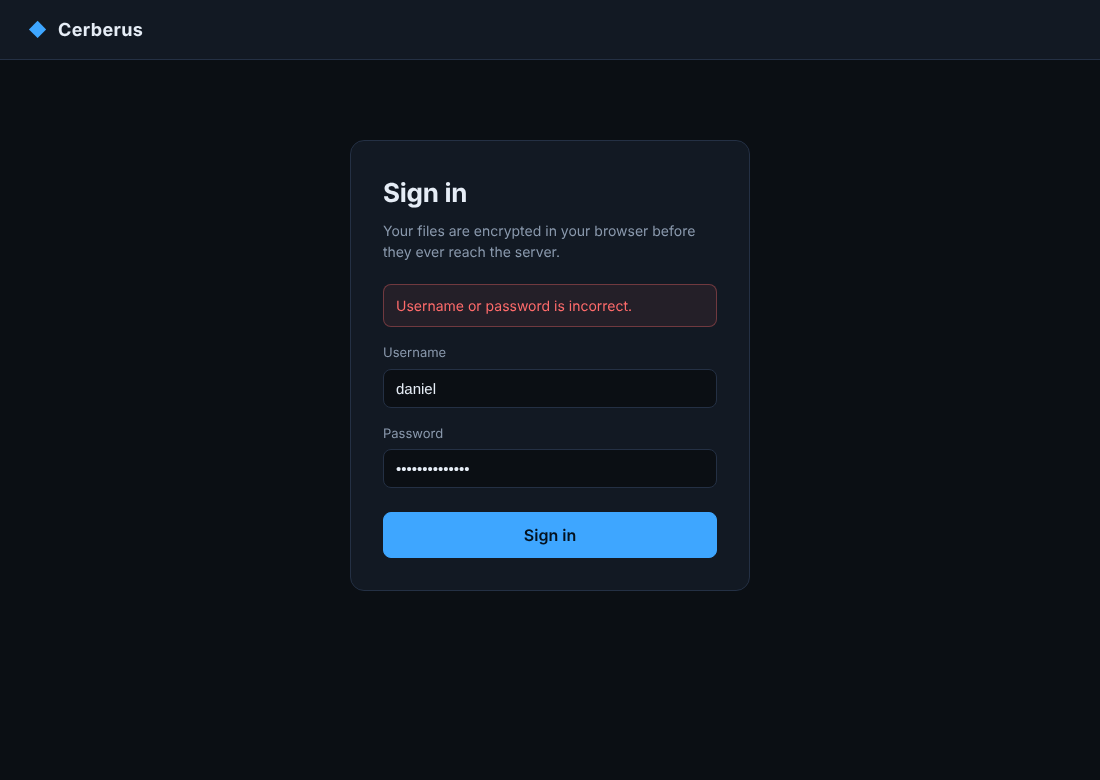 Cerberus
Sign in
Your files are encrypted in your browser before
they ever reach the server.
Username or password is incorrect.
Username
daniel
Password
••••••••••••••
Sign in